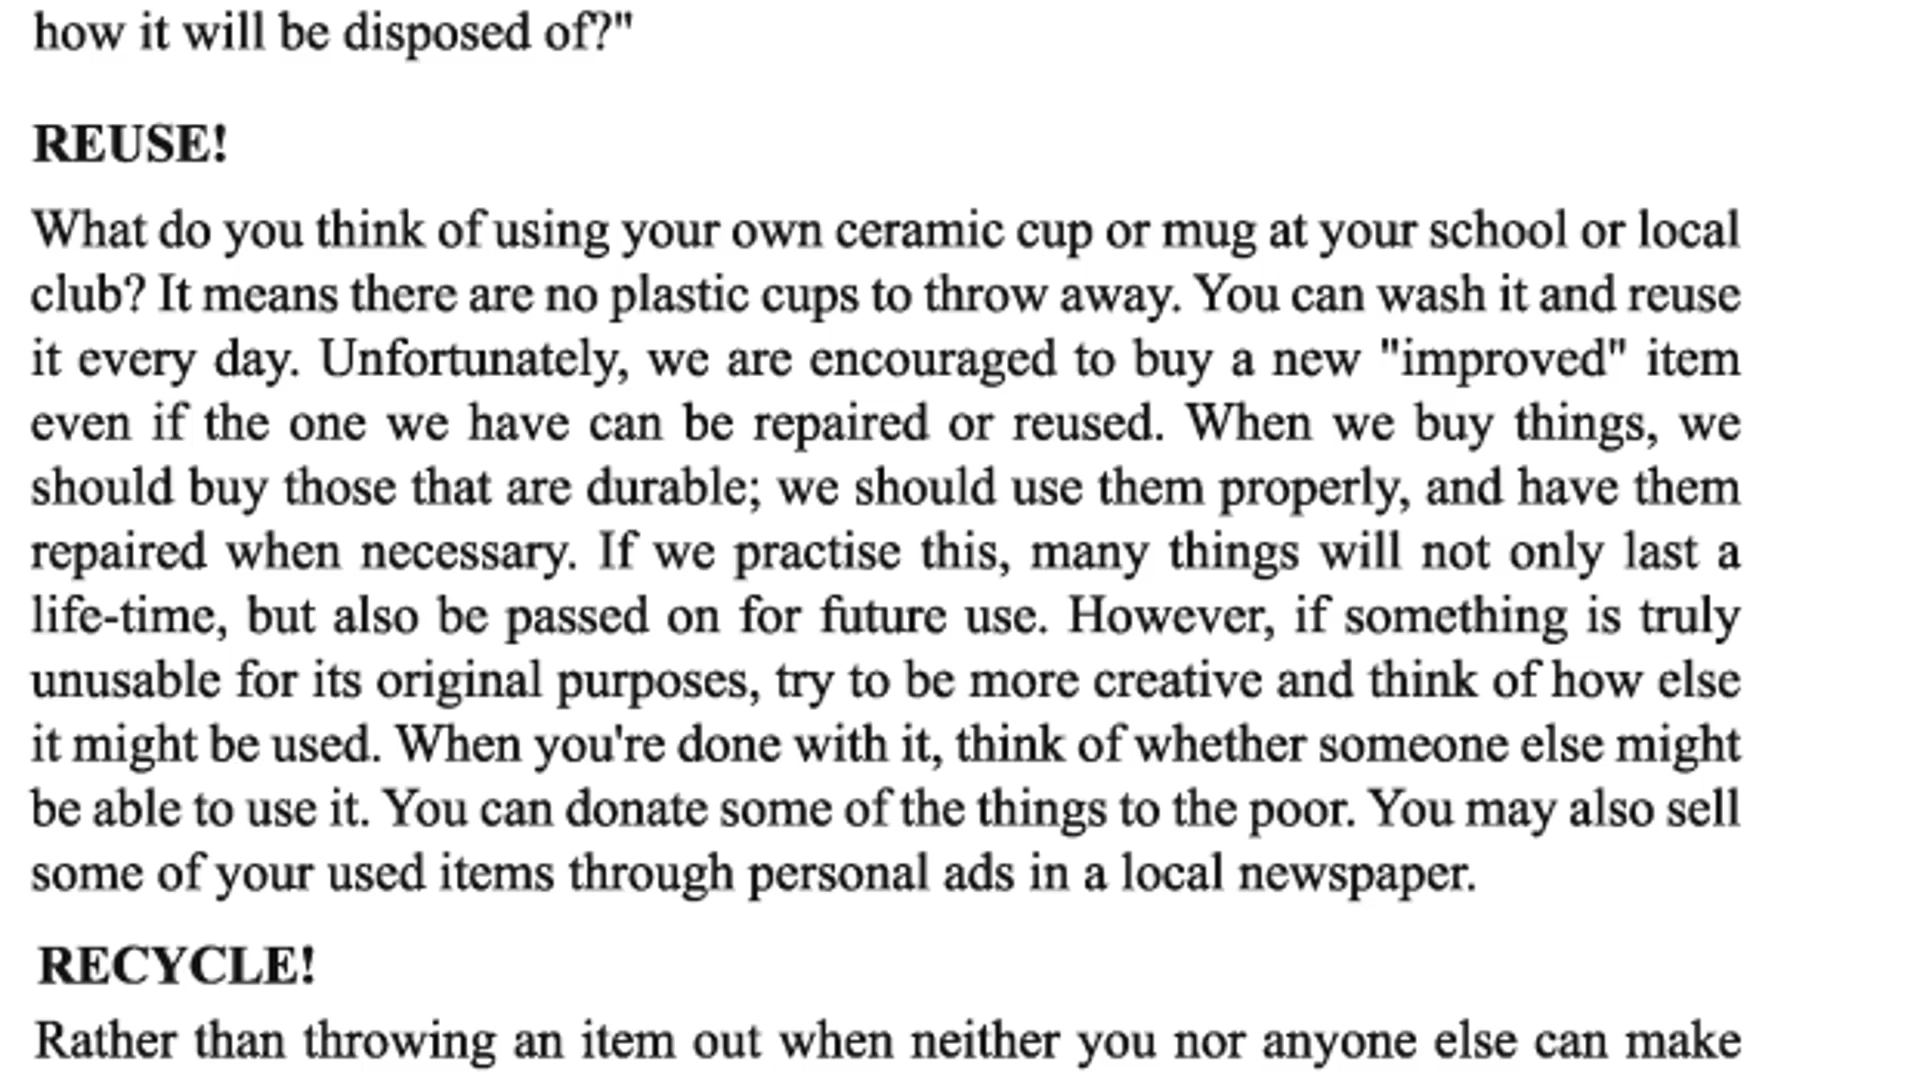 how it will be disposed of?"
REUSE!
What do you think of using your own ceramic cup or mug at your school or local
club? It means there are no plastic cups to throw away. You can wash it and reuse
it every day. Unfortunately, we are encouraged to buy a new "improved" item
even if the one we have can be repaired or reused. When we buy things, we
should buy those that are durable; we should use them properly, and have them
repaired when necessary. If we practise this, many things will not only last a
life-time, but also be passed on for future use. However, if something is truly
unusable for its original purposes, try to be more creative and think of how else
it might be used. When you're done with it, think of whether someone else might
be able to use it. You can donate some of the things to the poor. You may also sell
some of your used items through personal ads in a local newspaper.
RECYCLE!
Rather than throwing an item out when neither you nor anyone else can make